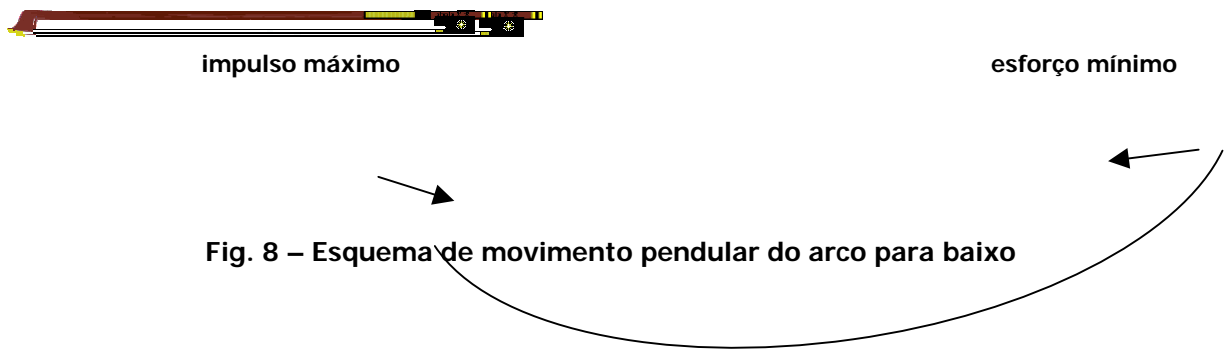 impulso máximo esforço mínimo
Fig. 8 – Esquema de movimento pendular do arco para baixo